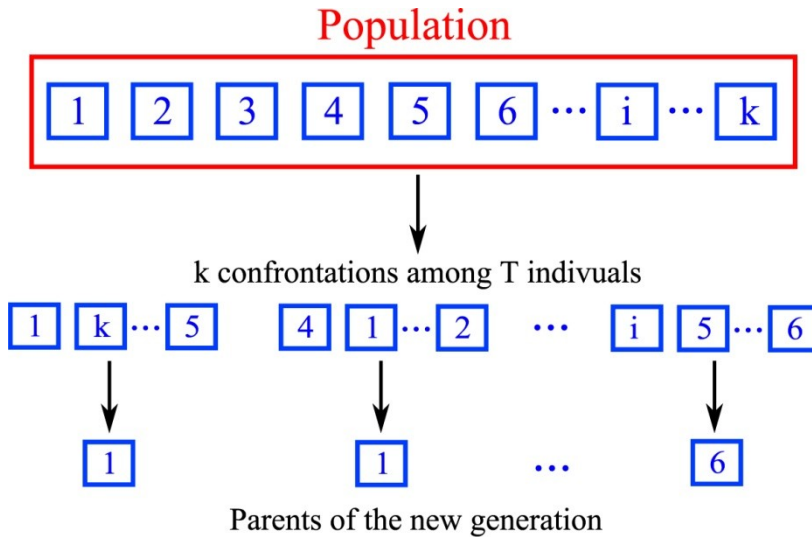 Population
1 2 3 4 5 6 ... i ... k
k confrontations among T indivuals
1 k ... 5 4 1 ... 2 ... i 5 ... 6
1 1 ... 6
Parents of the new generation